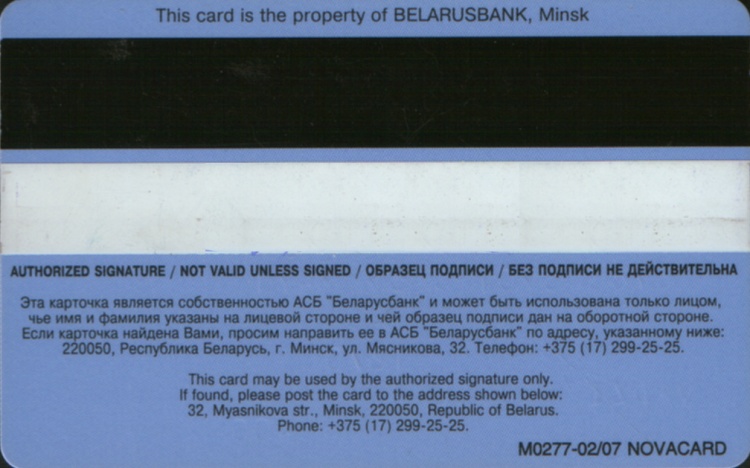 This card is the property of BELARUSBANK, Minsk
AUTHORIZED SIGNATURE / NOT VALID UNLESS SIGNED / ОБРАЗЕЦ ПОДПИСИ / БЕЗ ПОДПИСИ НЕ ДЕЙСТВИТЕЛЬНА
Эта карточка является собственностью АСБ "Беларусбанк" и может быть использована только лицом,
чье имя и фамилия указаны на лицевой стороне и чей образец подписи дан на оборотной стороне.
Если карточка найдена Вами, просим направить ее в АСБ "Беларусбанк" по адресу, указанному ниже:
220050, Республика Беларусь, г. Минск, ул. Мясникова, 32. Телефон: +375 (17) 299-25-25.
This card may be used by the authorized signature only.
If found, please post the card to the address shown below:
32, Myasnikova str., Minsk, 220050, Republic of Belarus.
Phone: +375 (17) 299-25-25.
M0277-02/07 NOVACARD